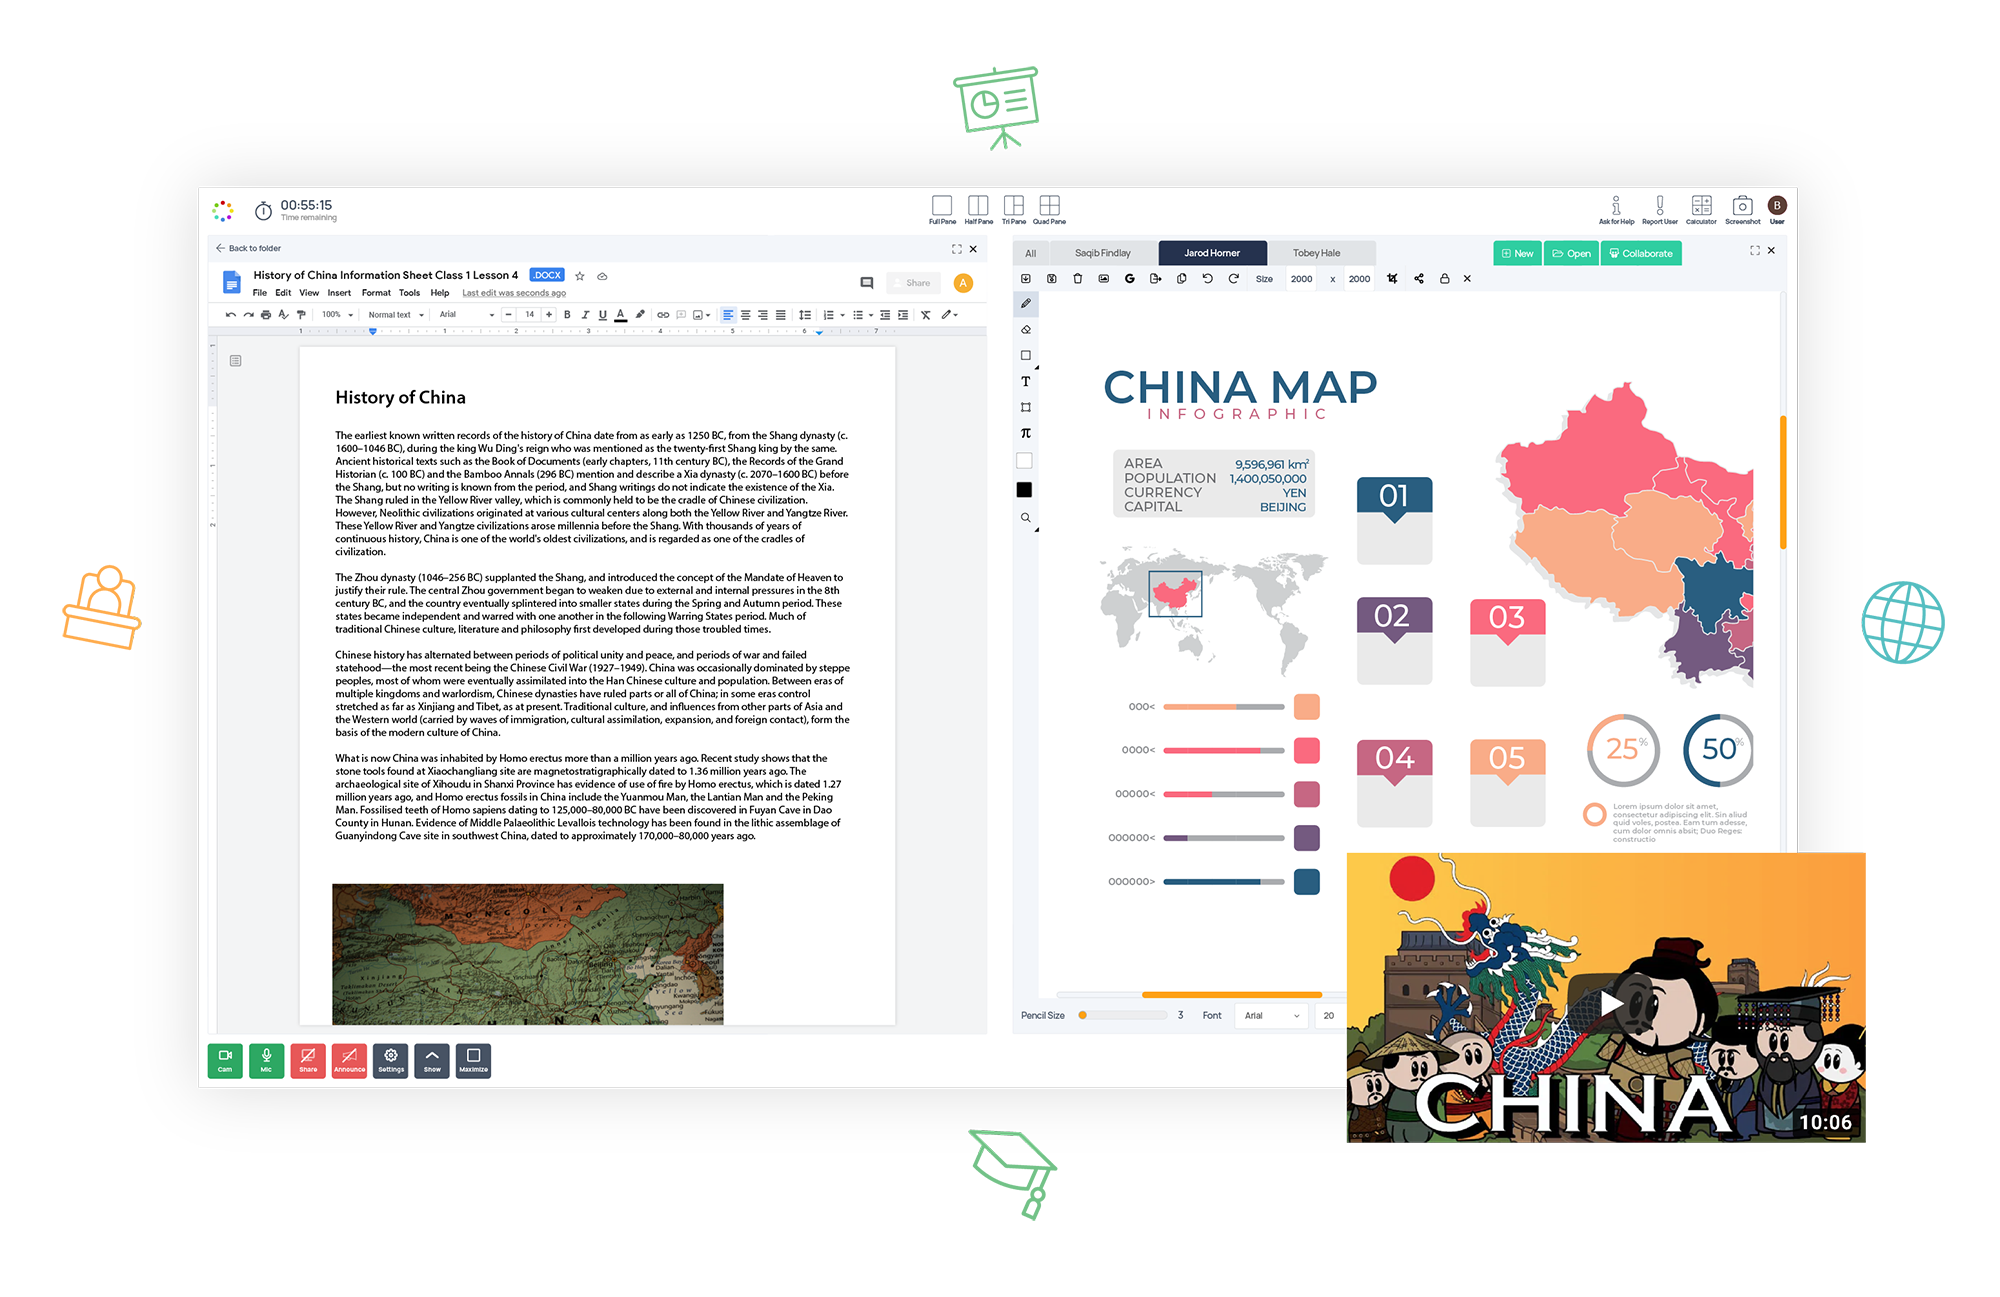 00:55:15
Time remaining
Full Pane
Half Pane
Tri Pane
Quad Pane
Ask for Help
Report User
Calculator
Screenshot
B
User
Back to folder
History of China Information Sheet Class 1 Lesson 4
.DOCX
File Edit View Insert Format Tools Help Last edit was seconds ago
Share
A
100% Normal text Arial 14 B I U A
1 1 2 3 4 5 6 7
History of China
The earliest known written records of the history of China date from as early as 1250 BC, from the Shang dynasty (c.
1600–1046 BC), during the king Wu Ding's reign who was mentioned as the twenty-first Shang king by the same.
Ancient historical texts such as the Book of Documents (early chapters, 11th century BC), the Records of the Grand
Historian (c. 100 BC) and the Bamboo Annals (296 BC) mention and describe a Xia dynasty (c. 2070–1600 BC) before
the Shang, but no writing is known from the period, and Shang writings do not indicate the existence of the Xia.
The Shang ruled in the Yellow River valley, which is commonly held to be the cradle of Chinese civilization.
However, Neolithic civilizations originated at various cultural centers along both the Yellow River and Yangtze River.
These Yellow River and Yangtze civilizations arose millennia before the Shang. With thousands of years of
continuous history, China is one of the world's oldest civilizations, and is regarded as one of the cradles of
civilization.
The Zhou dynasty (1046–256 BC) supplanted the Shang, and introduced the concept of the Mandate of Heaven to
justify their rule. The central Zhou government began to weaken due to external and internal pressures in the 8th
century BC, and the country eventually splintered into smaller states during the Spring and Autumn period. These
states became independent and warred with one another in the following Warring States period. Much of
traditional Chinese culture, literature and philosophy first developed during those troubled times.
Chinese history has alternated between periods of political unity and peace, and periods of war and failed
statehood—the most recent being the Chinese Civil War (1927–1949). China was occasionally dominated by steppe
peoples, most of whom were eventually assimilated into the Han Chinese culture and population. Between eras of
multiple kingdoms and warlordism, Chinese dynasties have ruled parts or all of China; in some eras control
stretched as far as Xinjiang and Tibet, as at present. Traditional culture, and influences from other parts of Asia and
the Western world (carried by waves of immigration, cultural assimilation, expansion, and foreign contact), form the
basis of the modern culture of China.
What is now China was inhabited by Homo erectus more than a million years ago. Recent study shows that the
stone tools found at Xiaochangliang site are magnetostratigraphically dated to 1.36 million years ago. The
archaeological site of Xihoudu in Shanxi Province has evidence of use of fire by Homo erectus, which is dated 1.27
million years ago, and Homo erectus fossils in China include the Yuanmou Man, the Lantian Man and the Peking
Man. Fossilised teeth of Homo sapiens dating to 125,000–80,000 BC have been discovered in Fuyan Cave in Dao
County in Hunan. Evidence of Middle Palaeolithic Levallois technology has been found in the lithic assemblage of
Guanyindong Cave site in southwest China, dated to approximately 170,000–80,000 years ago.
MONGOLIA
Inner Mongolia
Beijing
Dalian
Yantai
Qingdao
Yellow
CHINA
Cam
Mic
Share
Announce
Settings
Show
Maximize
All
Saqib Findlay
Jarod Horner
Tobey Hale
New
Open
Collaborate
Size 2000 x 2000
T
π
CHINA MAP
INFOGRAPHIC
AREA 9,596,961 km²
POPULATION 1,400,050,000
CURRENCY YEN
CAPITAL BEIJING
01
02
03
04
05
000<
0000<
00000<
000000<
000000>
25%
50%
Lorem ipsum dolor sit amet,
consectetur adipiscing elit. Sin aliud
quid voles, postea. Eam tum adesse,
cum dolor omnis absit; Duo Reges:
constructio
Pencil Size 3 Font Arial 20
CHINA
10:06